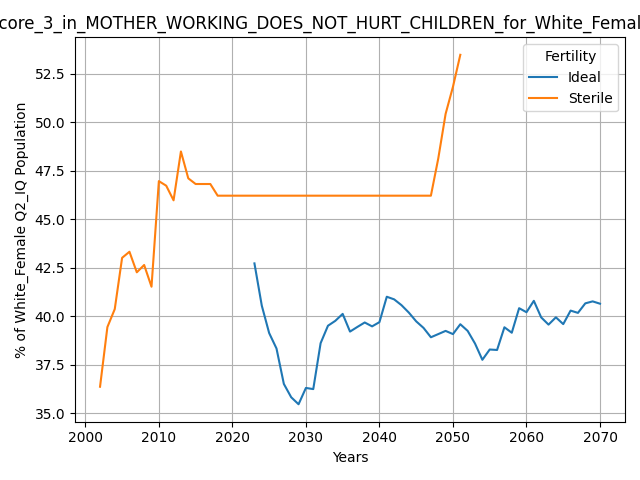 core_3_in_MOTHER_WORKING_DOES_NOT_HURT_CHILDREN_for_White_Femal
Fertility
Ideal
Sterile
% of White_Female Q2_IQ Population
52.5
50.0
47.5
45.0
42.5
40.0
37.5
35.0
2000 2010 2020 2030 2040 2050 2060 2070
Years